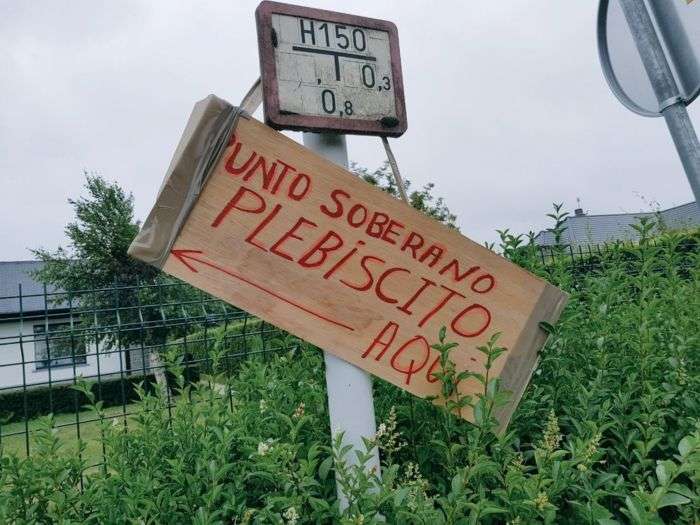 H150
0,3
0,8
PUNTO SOBERANO
PLEBISCITO
AQUÍ